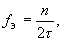 fэ = n / 2τ,